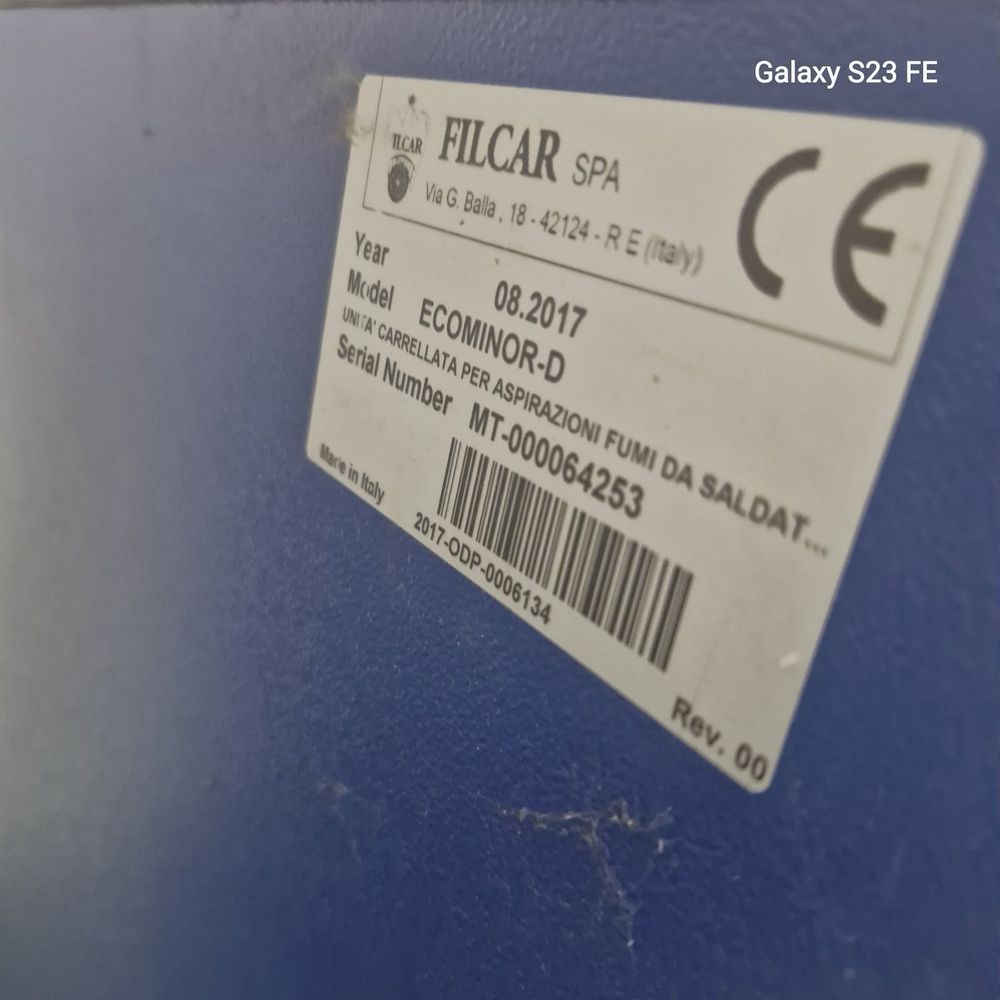 Galaxy S23 FE
ILCAR
FILCAR SPA
Via G. Balla , 18 - 42124 - R E (Italy)
CE
Year 08.2017
Model ECOMINOR-D
UNITA' CARRELLATA PER ASPIRAZIONI FUMI DA SALDAT...
Serial Number MT-000064253
Made in Italy
2017-ODP-0006134
Rev. 00